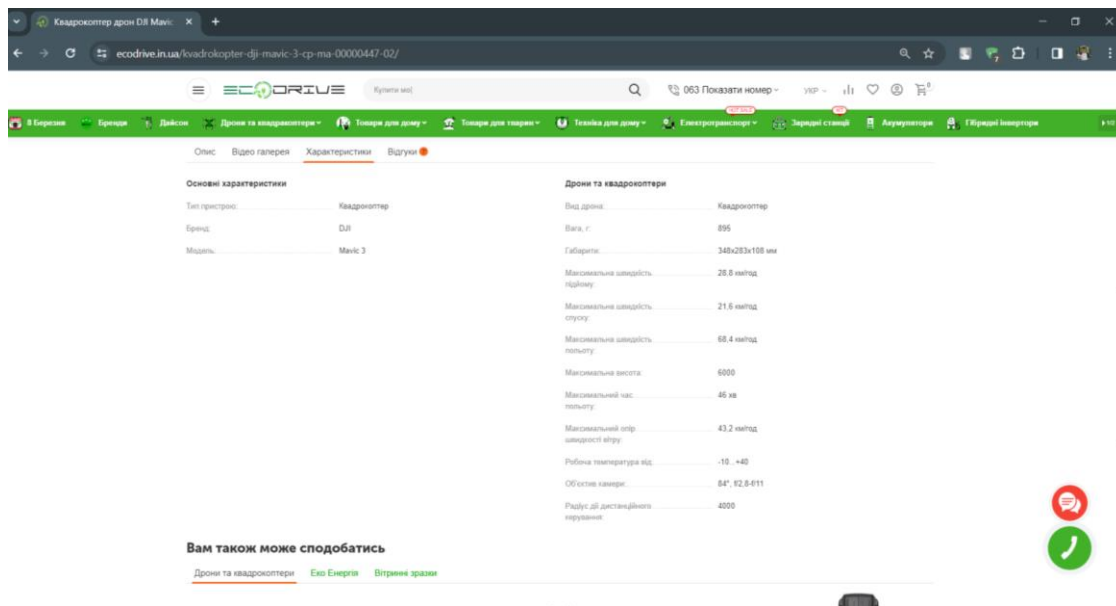 Квадрокоптер дрон DJI Mavic
ecodrive.in.ua/kvadrokopter-dji-mavic-3-cp-ma-00000447-02/
ECODRIVE
Купити мої
063 Показати номер
УКР
0
8 Березня Бренди Дайсон Дрони та квадрокоптери Товари для дому Товари для тварин Техніка для дому Електротранспорт Зарядні станції Акумулятори Гібридні інвертори
Опис Відео галерея Характеристики Відгуки
Основні характеристики
Тип пристрою: Квадрокоптер
Бренд: DJI
Модель: Mavic 3
Дрони та квадрокоптери
Вид дрона: Квадрокоптер
Вага, г: 895
Габарити: 348x283x108 мм
Максимальна швидкість 28,8 км/год
підйому:
Максимальна швидкість 21,6 км/год
спуску:
Максимальна швидкість 68,4 км/год
польоту:
Максимальна висота: 6000
Максимальний час 46 хв
польоту:
Максимальний опір 43,2 км/год
швидкості вітру:
Робоча температура від: -10...+40
Об'єктив камери: 84°, f/2,8-f/11
Радіус дії дистанційного 4000
керування:
Вам також може сподобатись
Дрони та квадрокоптери Еко Енергія Вітринні зразки